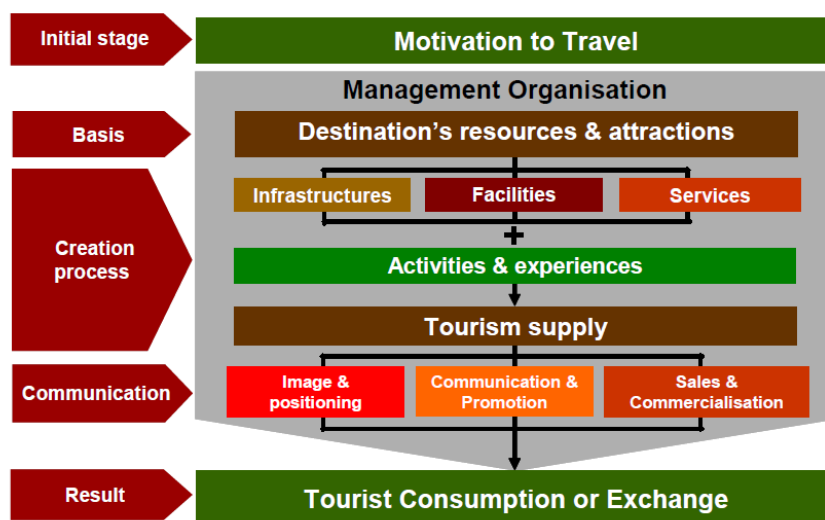 Initial stage
Motivation to Travel
Management Organisation
Basis
Destination's resources & attractions
Infrastructures
Facilities
Services
+
Creation
process
Activities & experiences
Tourism supply
Communication
Image &
positioning
Communication &
Promotion
Sales &
Commercialisation
Result
Tourist Consumption or Exchange